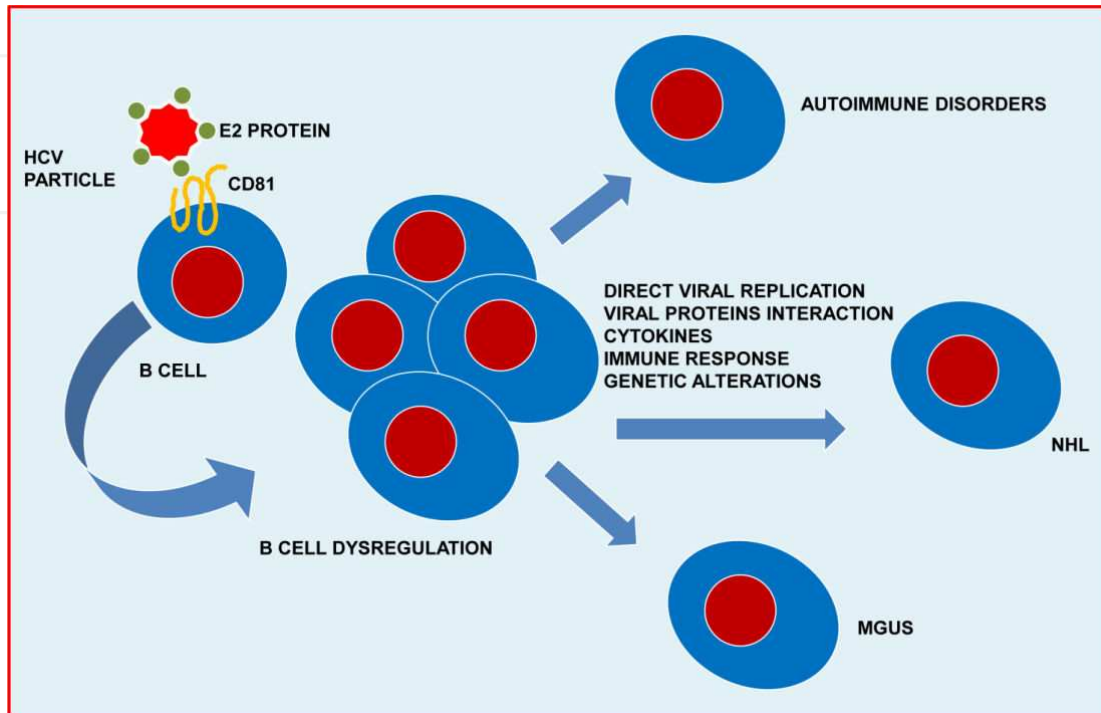 E2 PROTEIN
HCV
PARTICLE
CD81
B CELL
B CELL DYSREGULATION
AUTOIMMUNE DISORDERS
DIRECT VIRAL REPLICATION
VIRAL PROTEINS INTERACTION
CYTOKINES
IMMUNE RESPONSE
GENETIC ALTERATIONS
NHL
MGUS